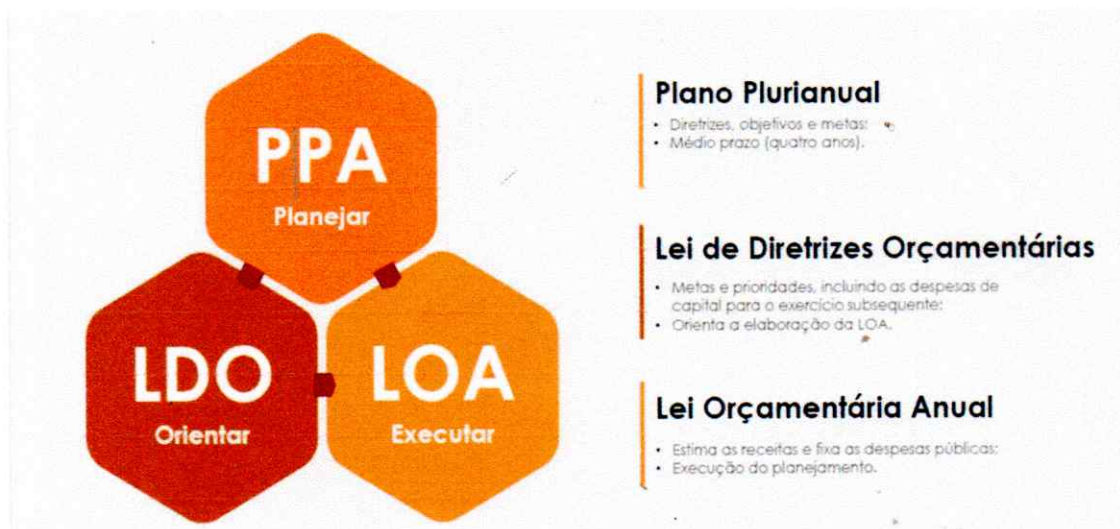 PPA
Planejar
LDO
Orientar
LOA
Executar
Plano Plurianual
• Diretrizes, objetivos e metas;
• Médio prazo (quatro anos).
Lei de Diretrizes Orçamentárias
• Metas e prioridades, incluindo as despesas de
capital para o exercício subsequente;
• Orienta a elaboração da LOA.
Lei Orçamentária Anual
• Estima as receitas e fixa as despesas públicas;
• Execução do planejamento.